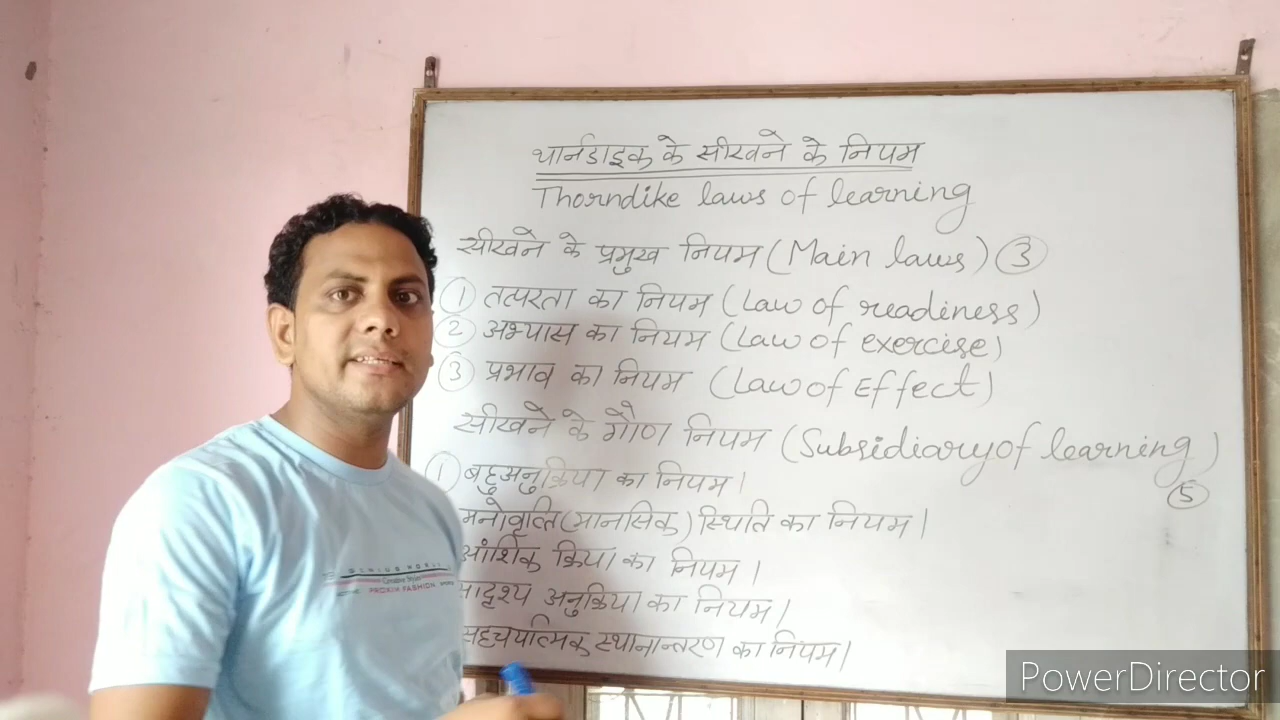 थार्नडाइक के सीखने के नियम
Thorndike laws of learning
सीखने के प्रमुख नियम (Main laws) ③
① तत्परता का नियम (Law of readiness)
② अभ्यास का नियम (Law of exercise)
③ प्रभाव का नियम (Law of Effect)
सीखने के गौण नियम (Subsidiary of learning)
⑤
① बहुअनुक्रिया का नियम।
मनोवृत्ति (मानसिक) स्थिति का नियम।
आंशिक क्रिया का नियम।
सादृश्य अनुक्रिया का नियम।
स्थानान्तरण का नियम।
PROKIK FASHION
PowerDirector